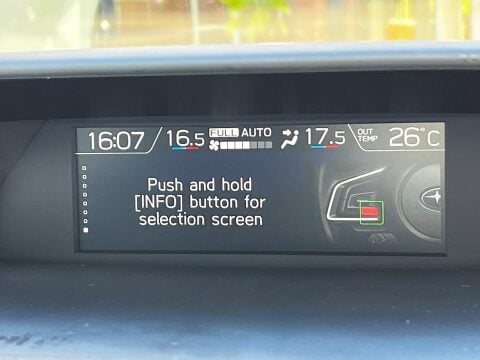 16:07 16.5 FULL AUTO 17.5 OUT TEMP 26°C
Push and hold
[INFO] button for
selection screen